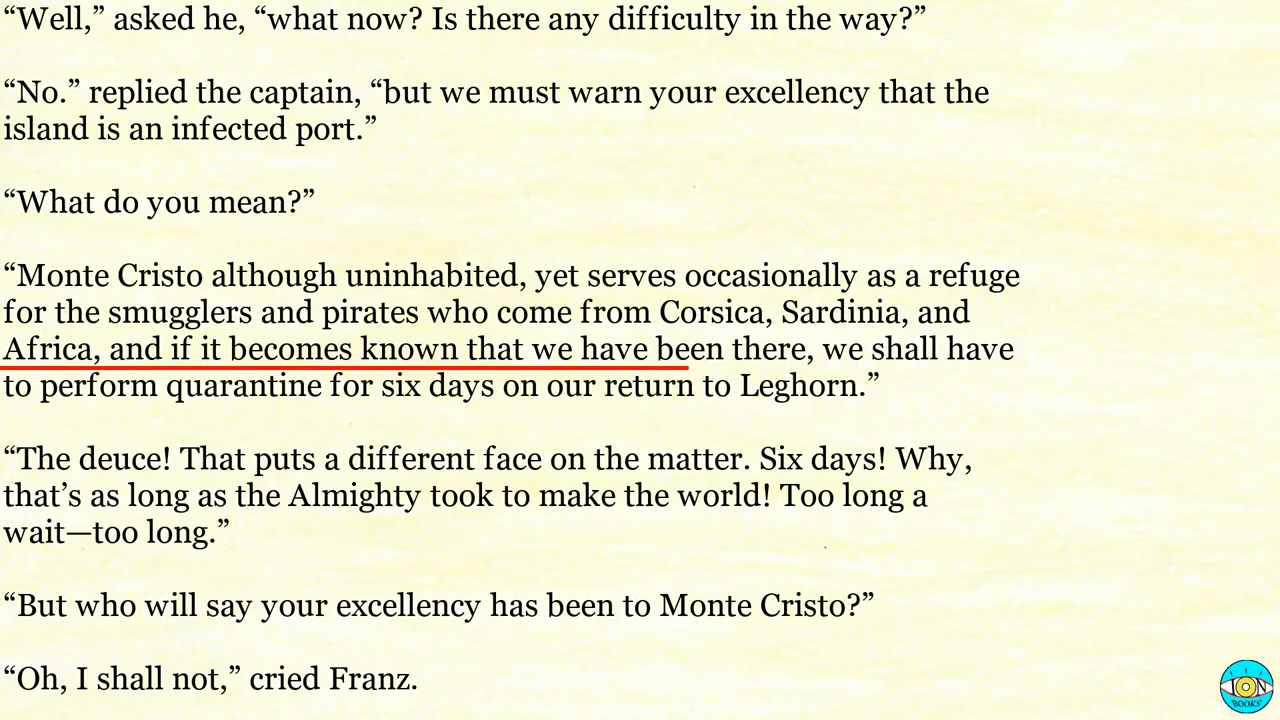 “Well,” asked he, “what now? Is there any difficulty in the way?”
“No.” replied the captain, “but we must warn your excellency that the
island is an infected port.”
“What do you mean?”
“Monte Cristo although uninhabited, yet serves occasionally as a refuge
for the smugglers and pirates who come from Corsica, Sardinia, and
Africa, and if it becomes known that we have been there, we shall have
to perform quarantine for six days on our return to Leghorn.”
“The deuce! That puts a different face on the matter. Six days! Why,
that’s as long as the Almighty took to make the world! Too long a
wait—too long.”
“But who will say your excellency has been to Monte Cristo?”
“Oh, I shall not,” cried Franz.
ION
BOOKS